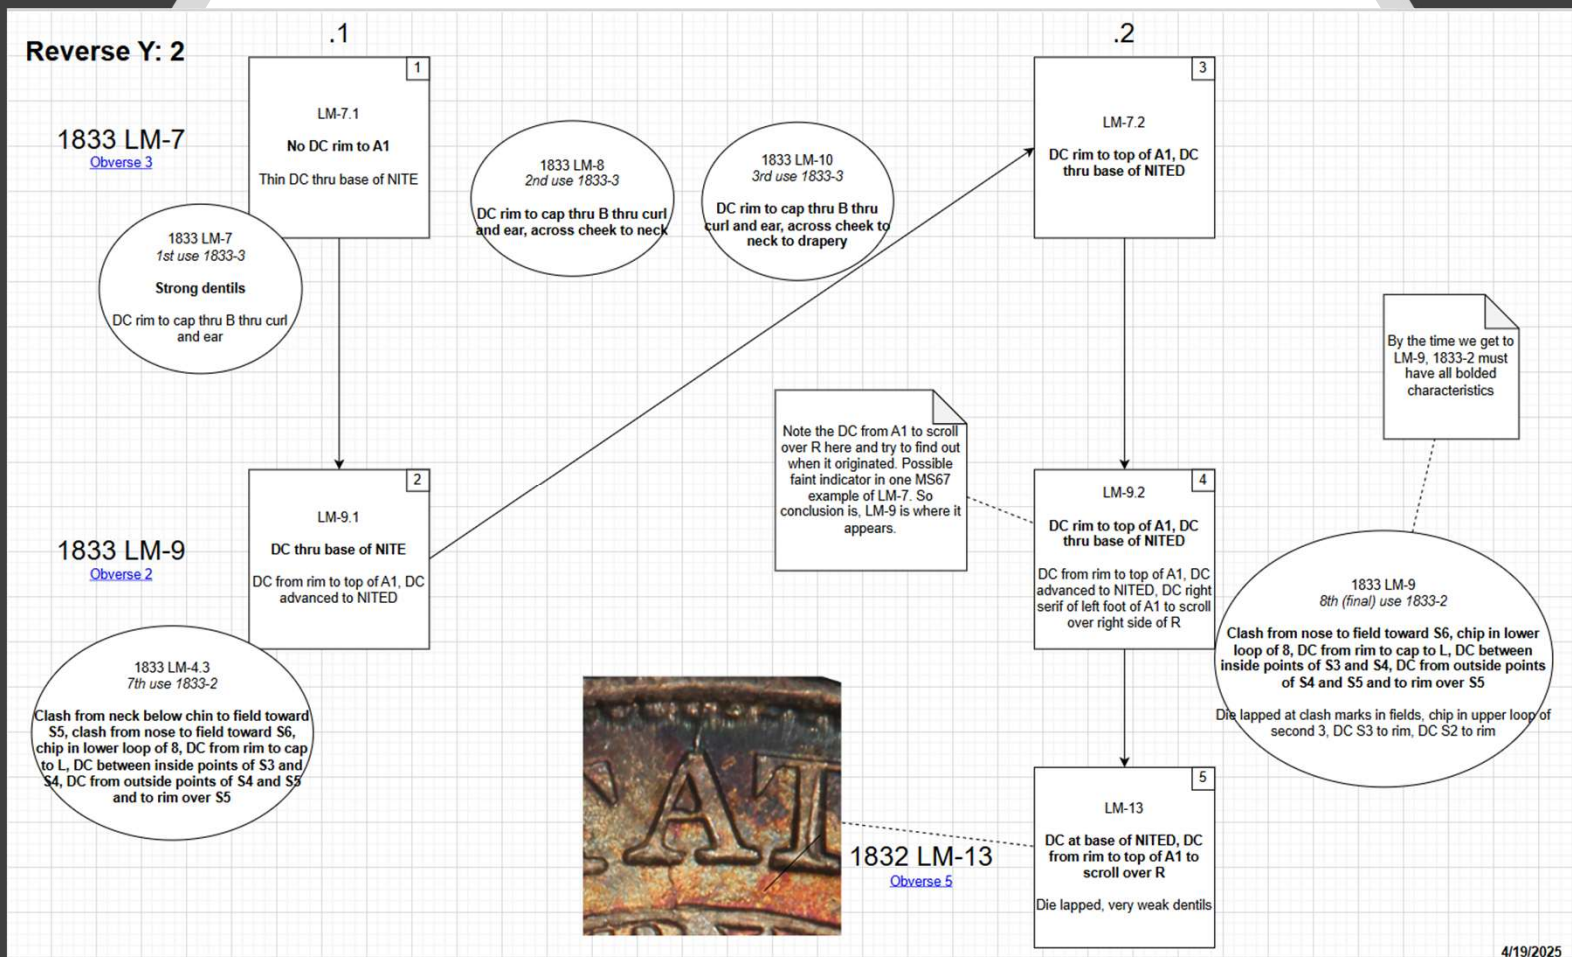 Reverse Y: 2
.1
.2
1833 LM-7
Obverse 3
1
LM-7.1
No DC rim to A1
Thin DC thru base of NITE
1833 LM-7
1st use 1833-3
Strong dentils
DC rim to cap thru B thru curl
and ear
1833 LM-8
2nd use 1833-3
DC rim to cap thru B thru curl
and ear, across cheek to neck
1833 LM-10
3rd use 1833-3
DC rim to cap thru B thru
curl and ear, across cheek to
neck to drapery
3
LM-7.2
DC rim to top of A1, DC
thru base of NITED
By the time we get to
LM-9, 1833-2 must
have all bolded
characteristics
Note the DC from A1 to scroll
over R here and try to find out
when it originated. Possible
faint indicator in one MS67
example of LM-7. So
conclusion is, LM-9 is where it
appears.
1833 LM-9
Obverse 2
2
LM-9.1
DC thru base of NITE
DC from rim to top of A1, DC
advanced to NITED
1833 LM-4.3
7th use 1833-2
Clash from neck below chin to field toward
S5, clash from nose to field toward S6,
chip in lower loop of 8, DC from rim to cap
to L, DC between inside points of S3 and
S4, DC from outside points of S4 and S5
and to rim over S5
4
LM-9.2
DC rim to top of A1, DC
thru base of NITED
DC from rim to top of A1, DC
advanced to NITED, DC right
serif of left foot of A1 to scroll
over right side of R
1833 LM-9
8th (final) use 1833-2
Clash from nose to field toward S6, chip in lower
loop of 8, DC from rim to cap to L, DC between
inside points of S3 and S4, DC from outside points
of S4 and S5 and to rim over S5
Die lapped at clash marks in fields, chip in upper loop of
second 3, DC S3 to rim, DC S2 to rim
TAT
1832 LM-13
Obverse 5
5
LM-13
DC at base of NITED, DC
from rim to top of A1 to
scroll over R
Die lapped, very weak dentils
4/19/2025